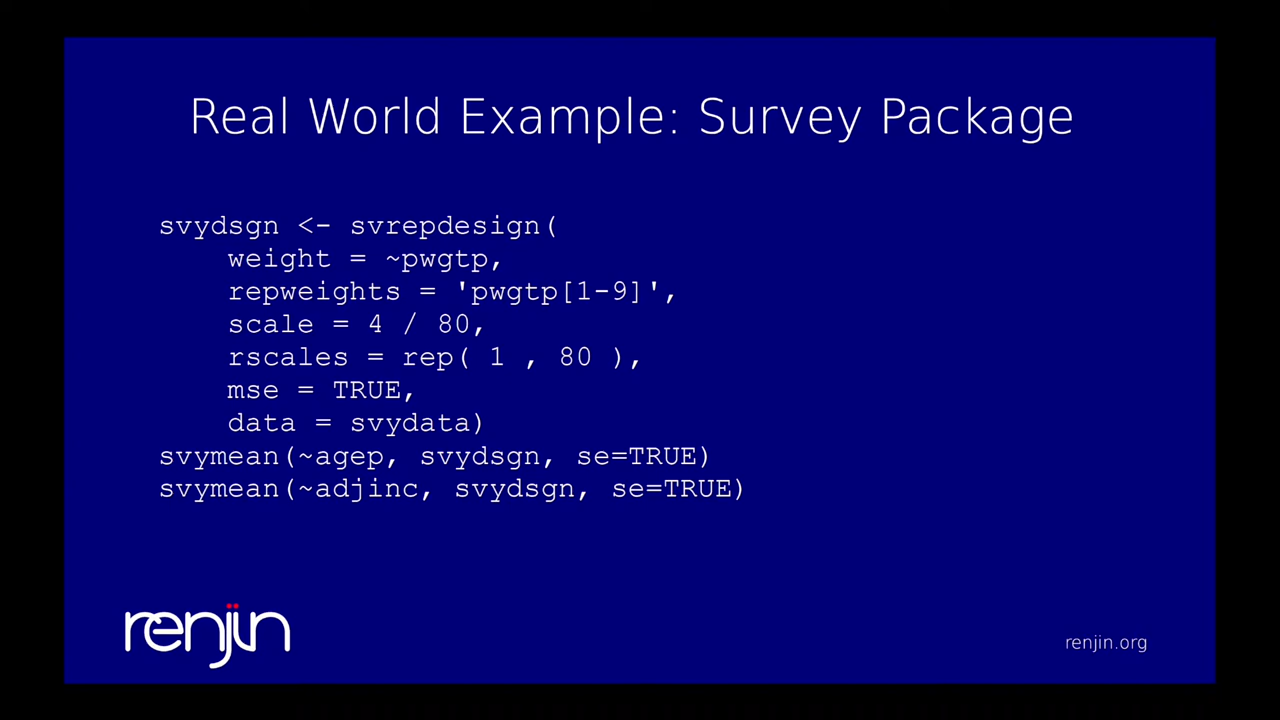 Real World Example: Survey Package
svydsgn <- svrepdesign(
    weight = ~pwgtp,
    repweights = 'pwgtp[1-9]',
    scale = 4 / 80,
    rscales = rep( 1 , 80 ),
    mse = TRUE,
    data = svydata)
svymean(~agep, svydsgn, se=TRUE)
svymean(~adjinc, svydsgn, se=TRUE)
renjin
renjin.org